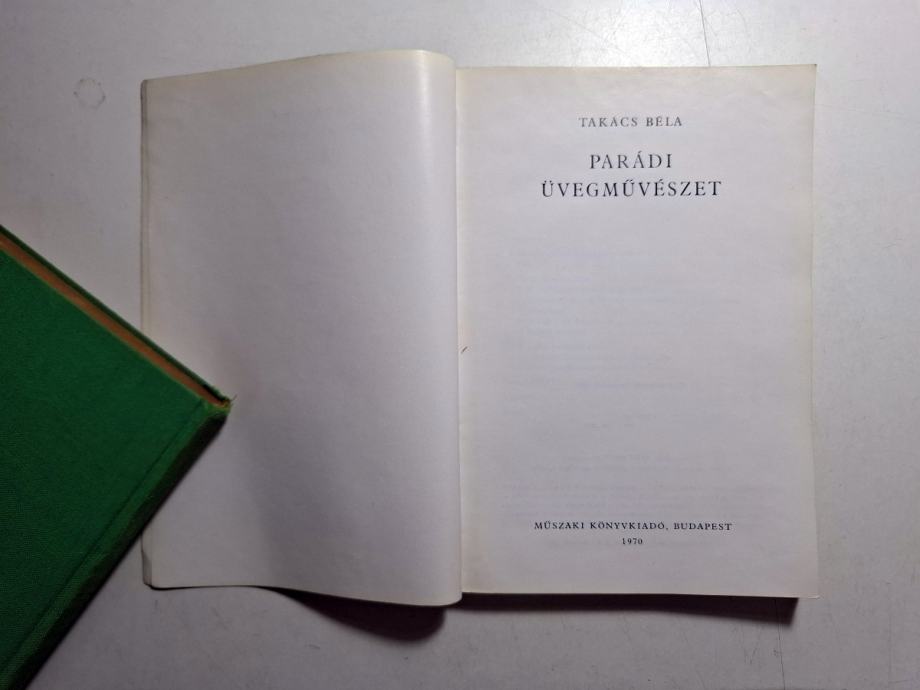 TAKÁCS BÉLA
PARÁDI
ÜVEGMŰVÉSZET
MŰSZAKI KÖNYVKIADÓ, BUDAPEST
1970